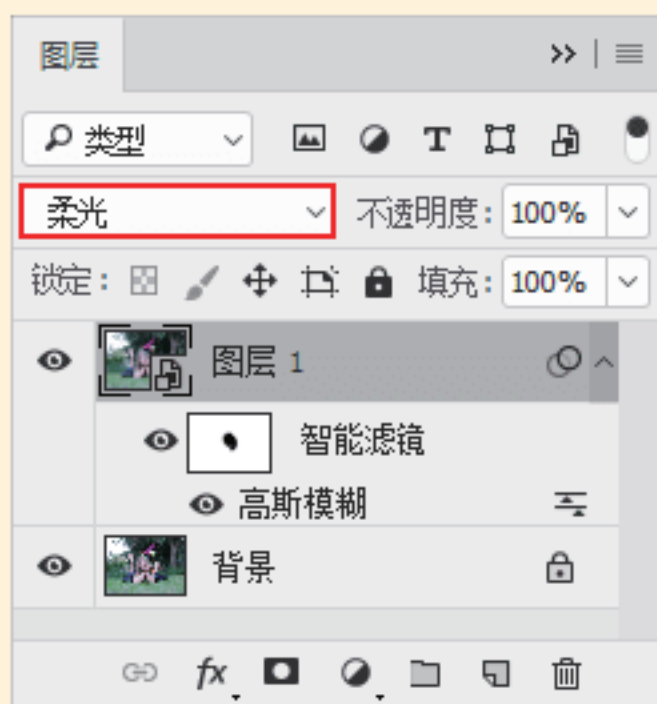 图层
类型
柔光 不透明度: 100%
锁定: 填充: 100%
图层 1
智能滤镜
高斯模糊
背景
fx